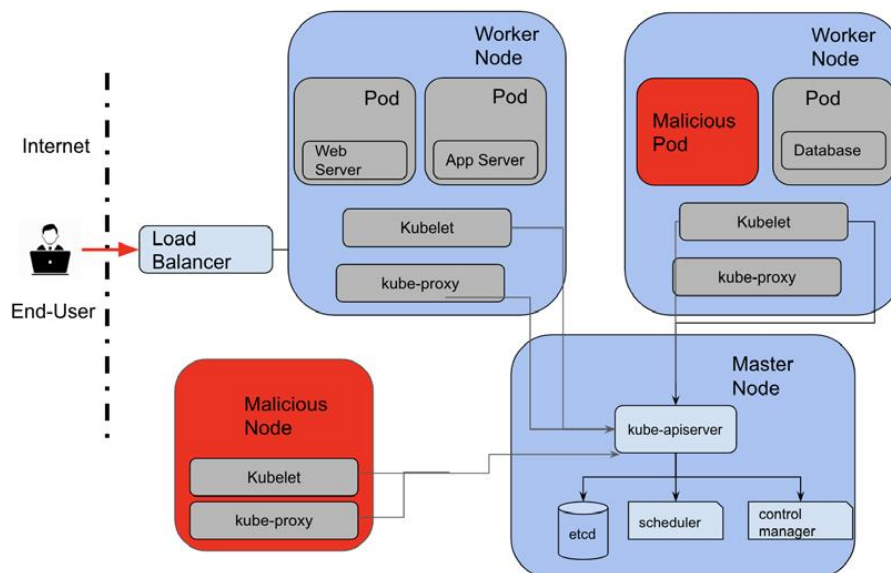 Internet
End-User
Load
Balancer
Worker
Node
Pod
Web
Server
Pod
App Server
Kubelet
kube-proxy
Worker
Node
Malicious
Pod
Pod
Database
Kubelet
kube-proxy
Malicious
Node
Kubelet
kube-proxy
Master
Node
kube-apiserver
etcd
scheduler
control
manager